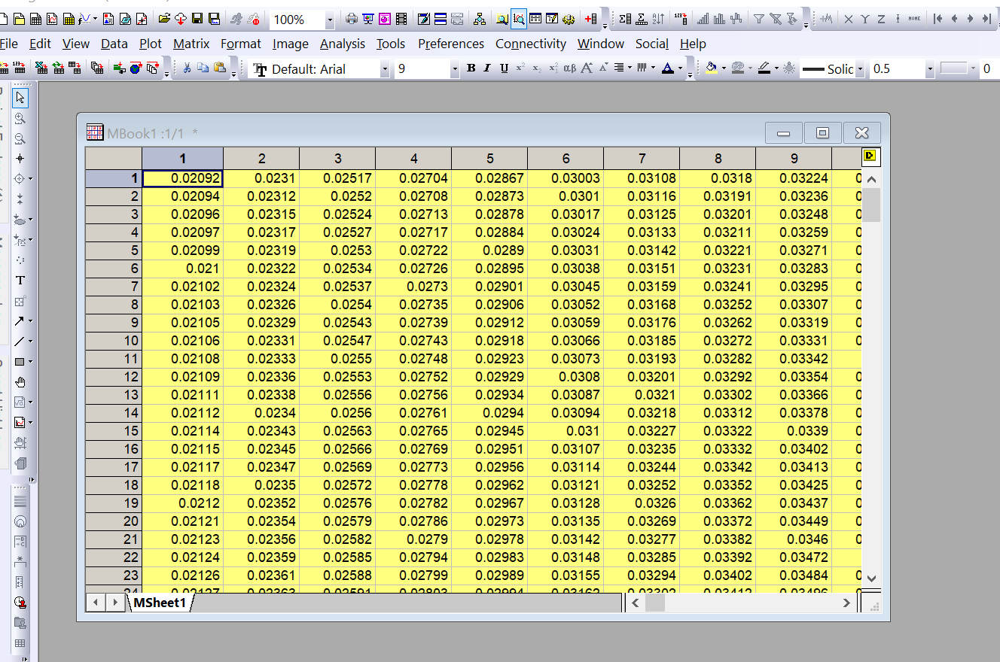 100%
File Edit View Data Plot Matrix Format Image Analysis Tools Preferences Connectivity Window Social Help
Default: Arial 9 B I U αβ A A A Solic 0.5 0
MBook1 :1/1 *
1 2 3 4 5 6 7 8 9
1 0.02092 0.0231 0.02517 0.02704 0.02867 0.03003 0.03108 0.0318 0.03224 0
2 0.02094 0.02312 0.0252 0.02708 0.02873 0.0301 0.03116 0.03191 0.03236 0
3 0.02096 0.02315 0.02524 0.02713 0.02878 0.03017 0.03125 0.03201 0.03248 0
4 0.02097 0.02317 0.02527 0.02717 0.02884 0.03024 0.03133 0.03211 0.03259 0
5 0.02099 0.02319 0.0253 0.02722 0.0289 0.03031 0.03142 0.03221 0.03271 0
6 0.021 0.02322 0.02534 0.02726 0.02895 0.03038 0.03151 0.03231 0.03283 0
7 0.02102 0.02324 0.02537 0.0273 0.02901 0.03045 0.03159 0.03241 0.03295 0
8 0.02103 0.02326 0.0254 0.02735 0.02906 0.03052 0.03168 0.03252 0.03307 0
9 0.02105 0.02329 0.02543 0.02739 0.02912 0.03059 0.03176 0.03262 0.03319 0
10 0.02106 0.02331 0.02547 0.02743 0.02918 0.03066 0.03185 0.03272 0.03331
11 0.02108 0.02333 0.0255 0.02748 0.02923 0.03073 0.03193 0.03282 0.03342
12 0.02109 0.02336 0.02553 0.02752 0.02929 0.0308 0.03201 0.03292 0.03354 0
13 0.02111 0.02338 0.02556 0.02756 0.02934 0.03087 0.0321 0.03302 0.03366 0
14 0.02112 0.0234 0.0256 0.02761 0.0294 0.03094 0.03218 0.03312 0.03378 0
15 0.02114 0.02343 0.02563 0.02765 0.02945 0.031 0.03227 0.03322 0.0339 0
16 0.02115 0.02345 0.02566 0.02769 0.02951 0.03107 0.03235 0.03332 0.03402 0
17 0.02117 0.02347 0.02569 0.02773 0.02956 0.03114 0.03244 0.03342 0.03413 0
18 0.02118 0.0235 0.02572 0.02778 0.02962 0.03121 0.03252 0.03352 0.03425 0
19 0.0212 0.02352 0.02576 0.02782 0.02967 0.03128 0.0326 0.03362 0.03437 0
20 0.02121 0.02354 0.02579 0.02786 0.02973 0.03135 0.03269 0.03372 0.03449 0
21 0.02123 0.02356 0.02582 0.0279 0.02978 0.03142 0.03277 0.03382 0.0346 0
22 0.02124 0.02359 0.02585 0.02794 0.02983 0.03148 0.03285 0.03392 0.03472
23 0.02126 0.02361 0.02588 0.02799 0.02989 0.03155 0.03294 0.03402 0.03484 0
MSheet1